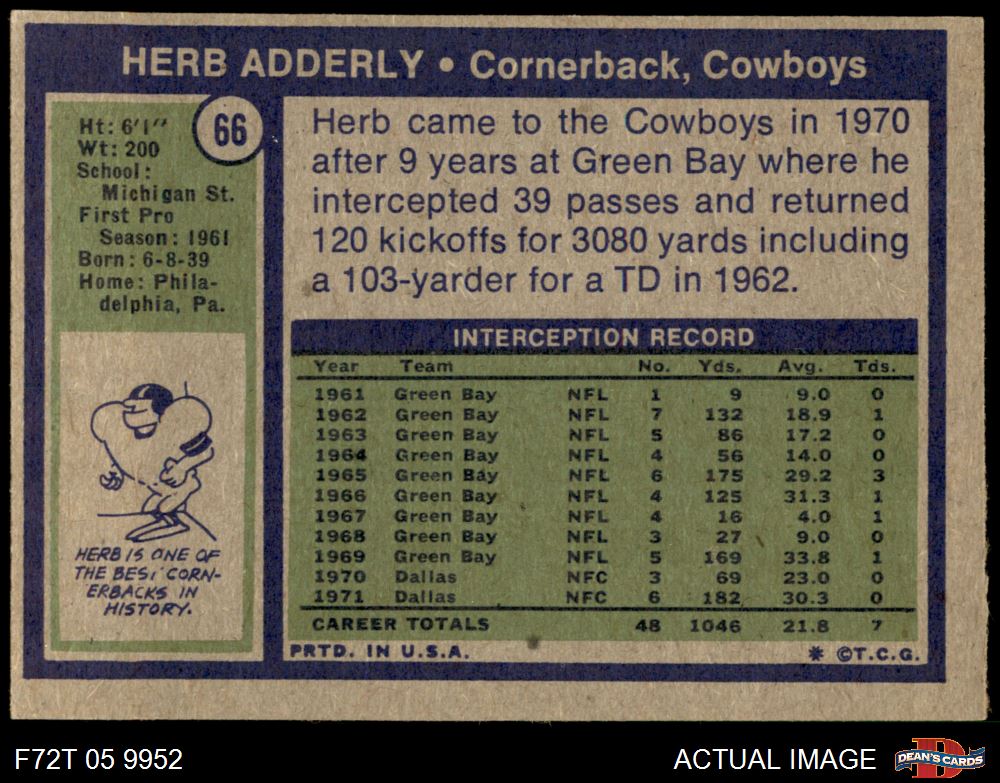 HERB ADDERLY • Cornerback, Cowboys
66
Ht: 6'1''
Wt: 200
School:
Michigan St.
First Pro
Season: 1961
Born: 6-8-39
Home: Phila-
delphia, Pa.
HERB IS ONE OF
THE BEST CORN-
ERBACKS IN
HISTORY.
Herb came to the Cowboys in 1970
after 9 years at Green Bay where he
intercepted 39 passes and returned
120 kickoffs for 3080 yards including
a 103-yarder for a TD in 1962.
INTERCEPTION RECORD
Year Team No. Yds. Avg. Tds.
1961 Green Bay NFL 1 9 9.0 0
1962 Green Bay NFL 7 132 18.9 1
1963 Green Bay NFL 5 86 17.2 0
1964 Green Bay NFL 4 56 14.0 0
1965 Green Bay NFL 6 175 29.2 3
1966 Green Bay NFL 4 125 31.3 1
1967 Green Bay NFL 4 16 4.0 1
1968 Green Bay NFL 3 27 9.0 0
1969 Green Bay NFL 5 169 33.8 1
1970 Dallas NFC 3 69 23.0 0
1971 Dallas NFC 6 182 30.3 0
CAREER TOTALS 48 1046 21.8 7
PRTD. IN U.S.A. * ©T.C.G.
F72T 05 9952 ACTUAL IMAGE
D
DEAN'S CARDS